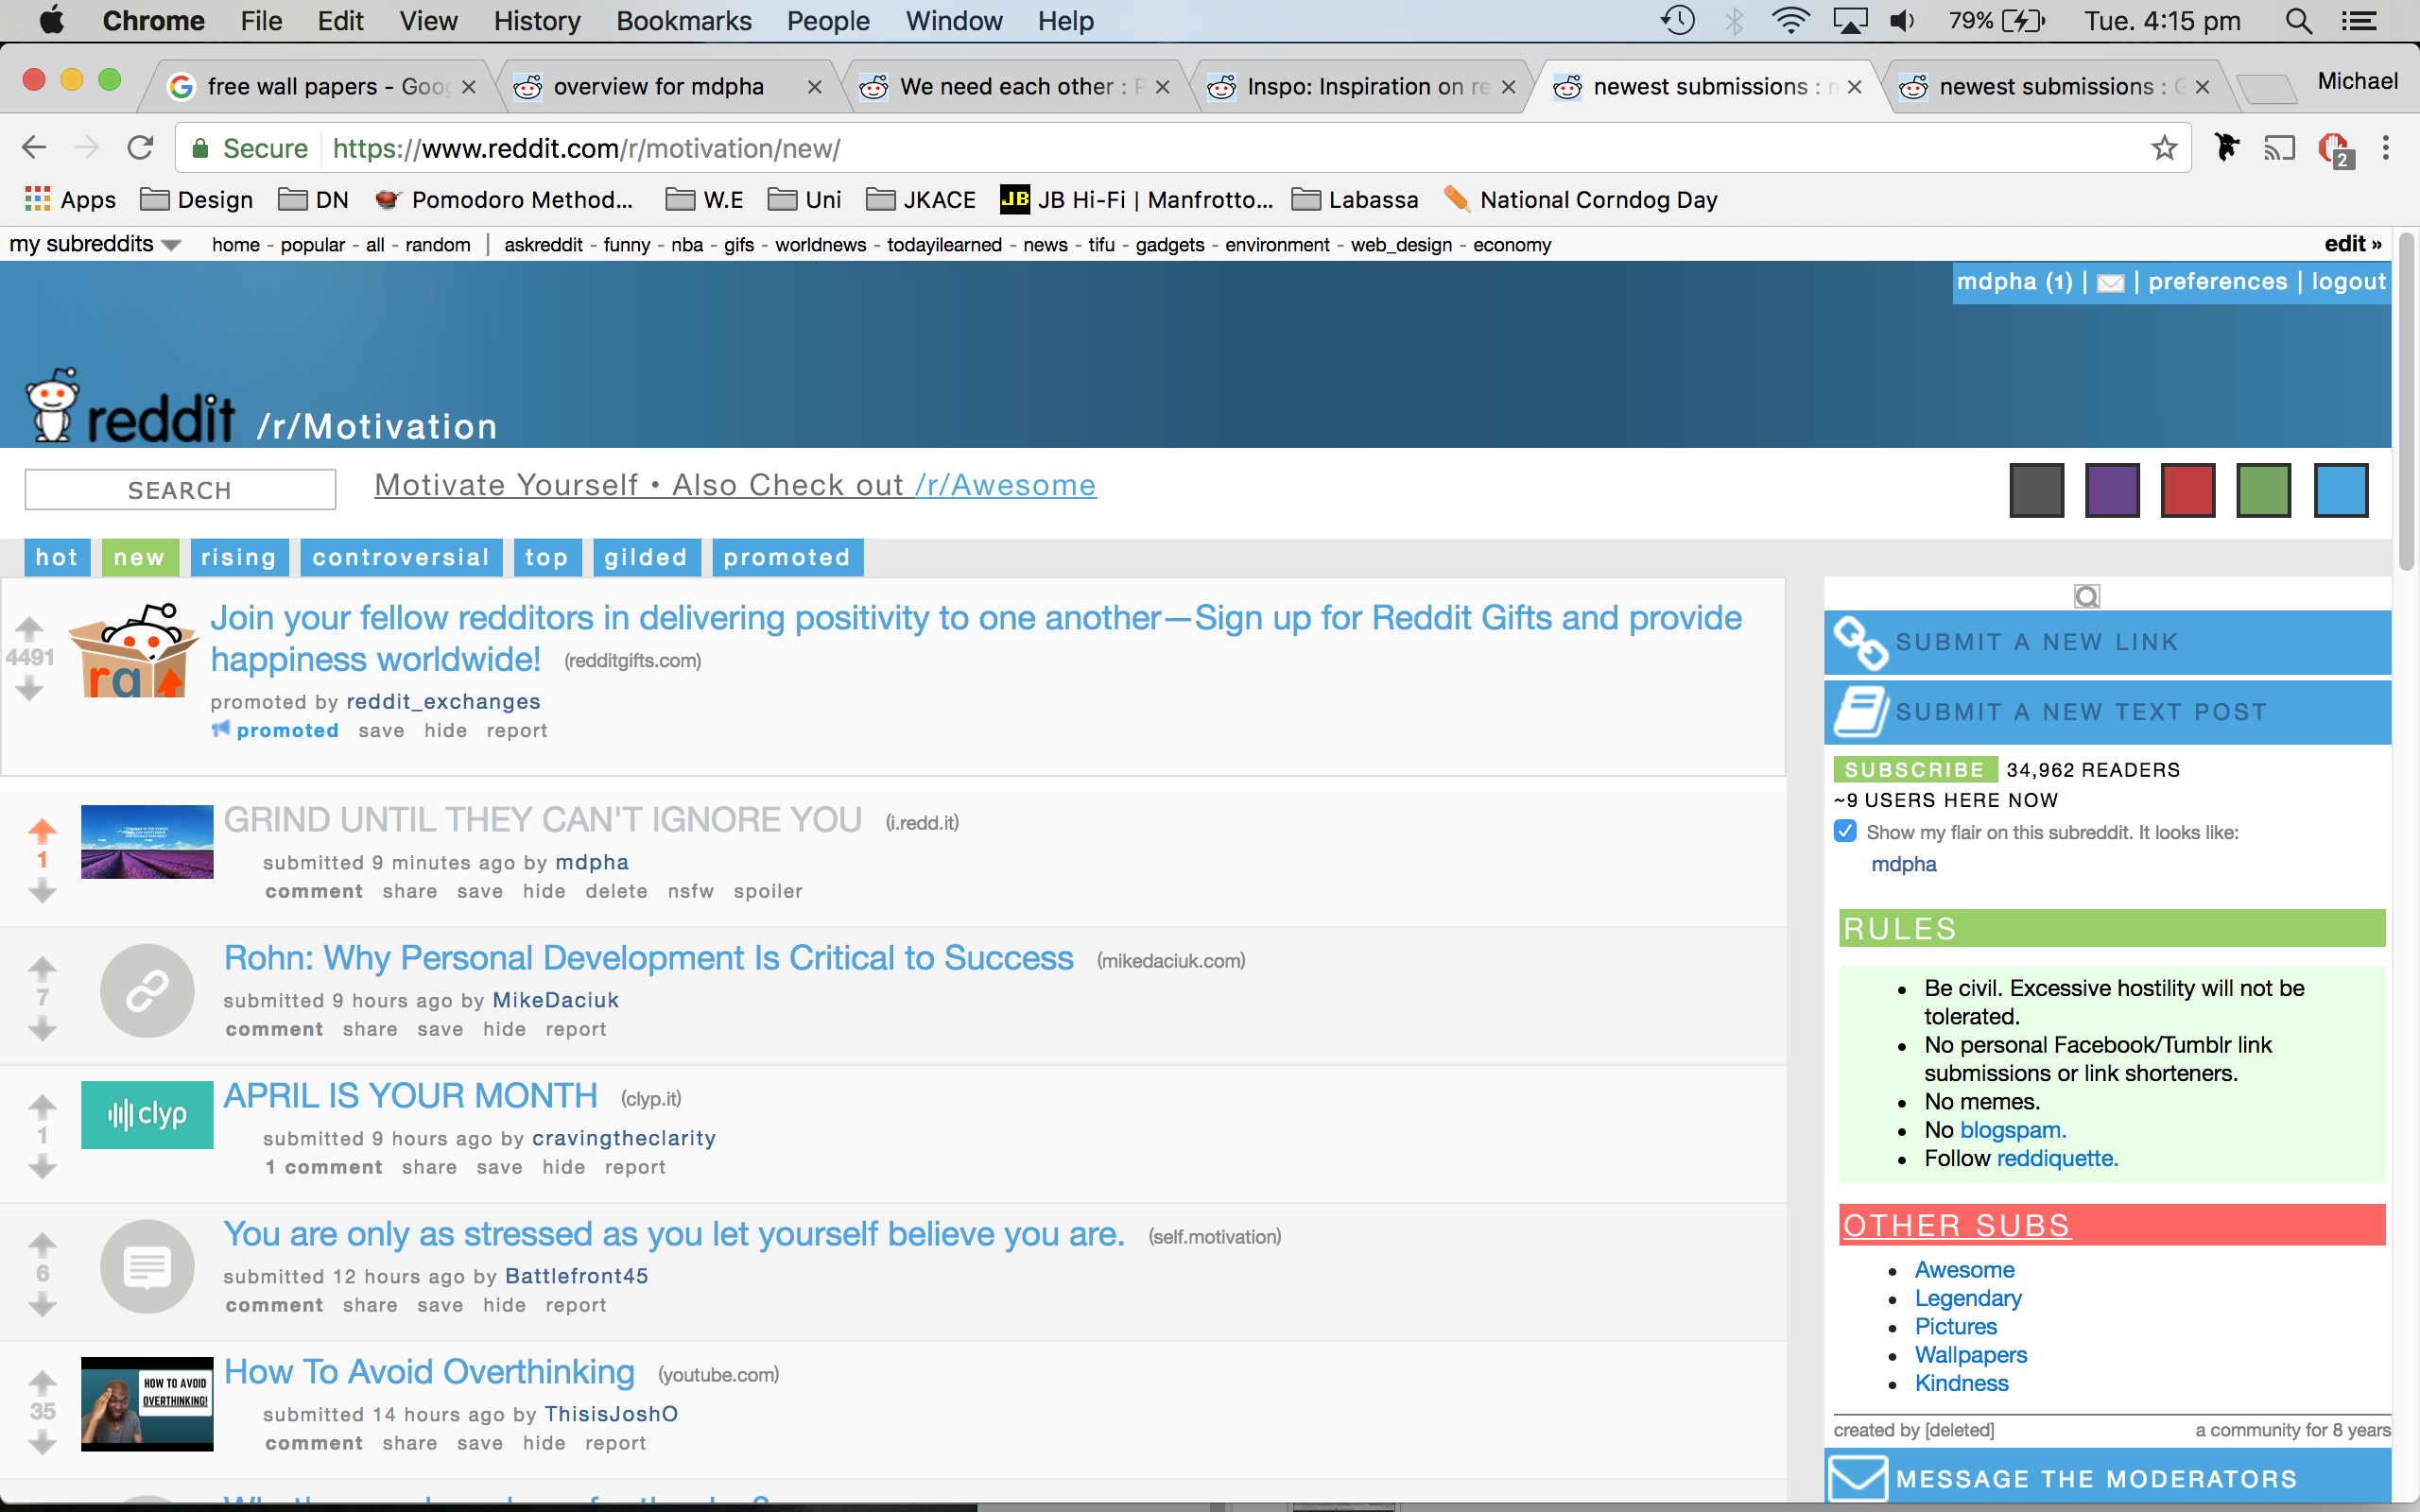 Chrome File Edit View History Bookmarks People Window Help 79% Tue. 4:15 pm
free wall papers - Goo overview for mdpha We need each other : P Inspo: Inspiration on re newest submissions : newest submissions : G Michael
Secure https://www.reddit.com/r/motivation/new/ 2
Apps Design DN Pomodoro Method... W.E Uni JKACE JB JB Hi-Fi | Manfrotto... Labassa National Corndog Day
my subreddits home - popular - all - random | askreddit - funny - nba - gifs - worldnews - todayilearned - news - tifu - gadgets - environment - web_design - economy edit »
mdpha (1) | | preferences | logout
reddit /r/Motivation
SEARCH Motivate Yourself • Also Check out /r/Awesome
hot new rising controversial top gilded promoted
4491
Join your fellow redditors in delivering positivity to one another—Sign up for Reddit Gifts and provide
happiness worldwide! (redditgifts.com)
promoted by reddit_exchanges
promoted save hide report
1
GRIND UNTIL THEY CAN'T IGNORE YOU (i.redd.it)
submitted 9 minutes ago by mdpha
comment share save hide delete nsfw spoiler
7
Rohn: Why Personal Development Is Critical to Success (mikedaciuk.com)
submitted 9 hours ago by MikeDaciuk
comment share save hide report
1
clyp
APRIL IS YOUR MONTH (clyp.it)
submitted 9 hours ago by cravingtheclarity
1 comment share save hide report
6
You are only as stressed as you let yourself believe you are. (self.motivation)
submitted 12 hours ago by Battlefront45
comment share save hide report
35
HOW TO AVOID
OVERTHINKING!
How To Avoid Overthinking (youtube.com)
submitted 14 hours ago by ThisisJoshO
comment share save hide report
SUBMIT A NEW LINK
SUBMIT A NEW TEXT POST
SUBSCRIBE 34,962 READERS
~9 USERS HERE NOW
Show my flair on this subreddit. It looks like:
mdpha
RULES
• Be civil. Excessive hostility will not be
tolerated.
• No personal Facebook/Tumblr link
submissions or link shorteners.
• No memes.
• No blogspam.
• Follow reddiquette.
OTHER SUBS
• Awesome
• Legendary
• Pictures
• Wallpapers
• Kindness
created by [deleted] a community for 8 years
MESSAGE THE MODERATORS